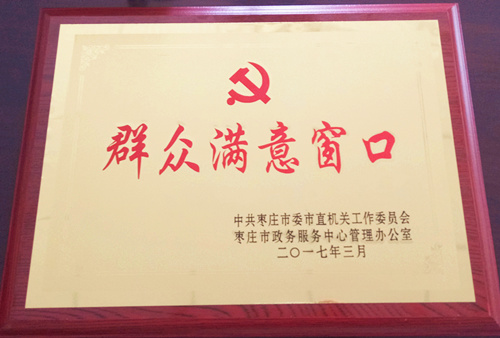 群众满意窗口
中共枣庄市委市直机关工作委员会
枣庄市政务服务中心管理办公室
二〇一七年三月